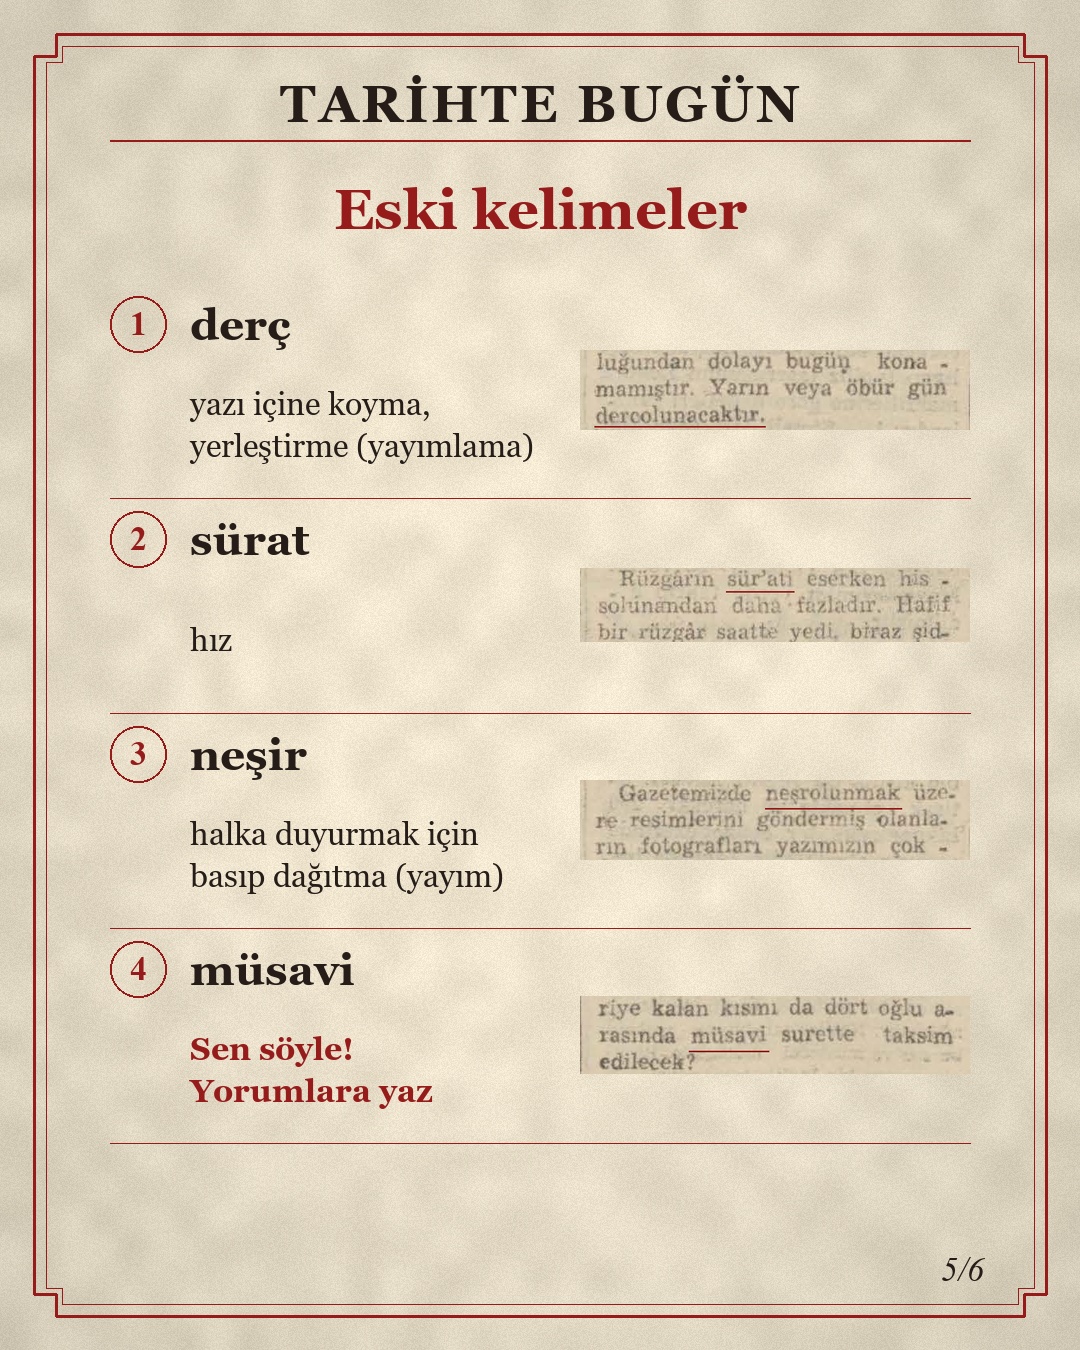 TARİHTE BUGÜN
Eski kelimeler
1 derç
yazı içine koyma,
yerleştirme (yayımlama)
luğundan dolayı bugün kona -
mamıştır. Yarın veya öbür gün
dercolunacaktır.
2 sürat
hız
Rüzgârın sür'ati eserken his -
solunandan daha fazladır. Hafif
bir rüzgâr saatte yedi, biraz şid-
3 neşir
halka duyurmak için
basıp dağıtma (yayım)
Gazetemizde neşrolunmak üze-
re resimlerini göndermiş olanla-
rın fotografları yazımızın çok -
4 müsavi
Sen söyle!
Yorumlara yaz
riye kalan kısmı da dört oğlu a-
rasında müsavi surette taksim
edilecek?
5/6